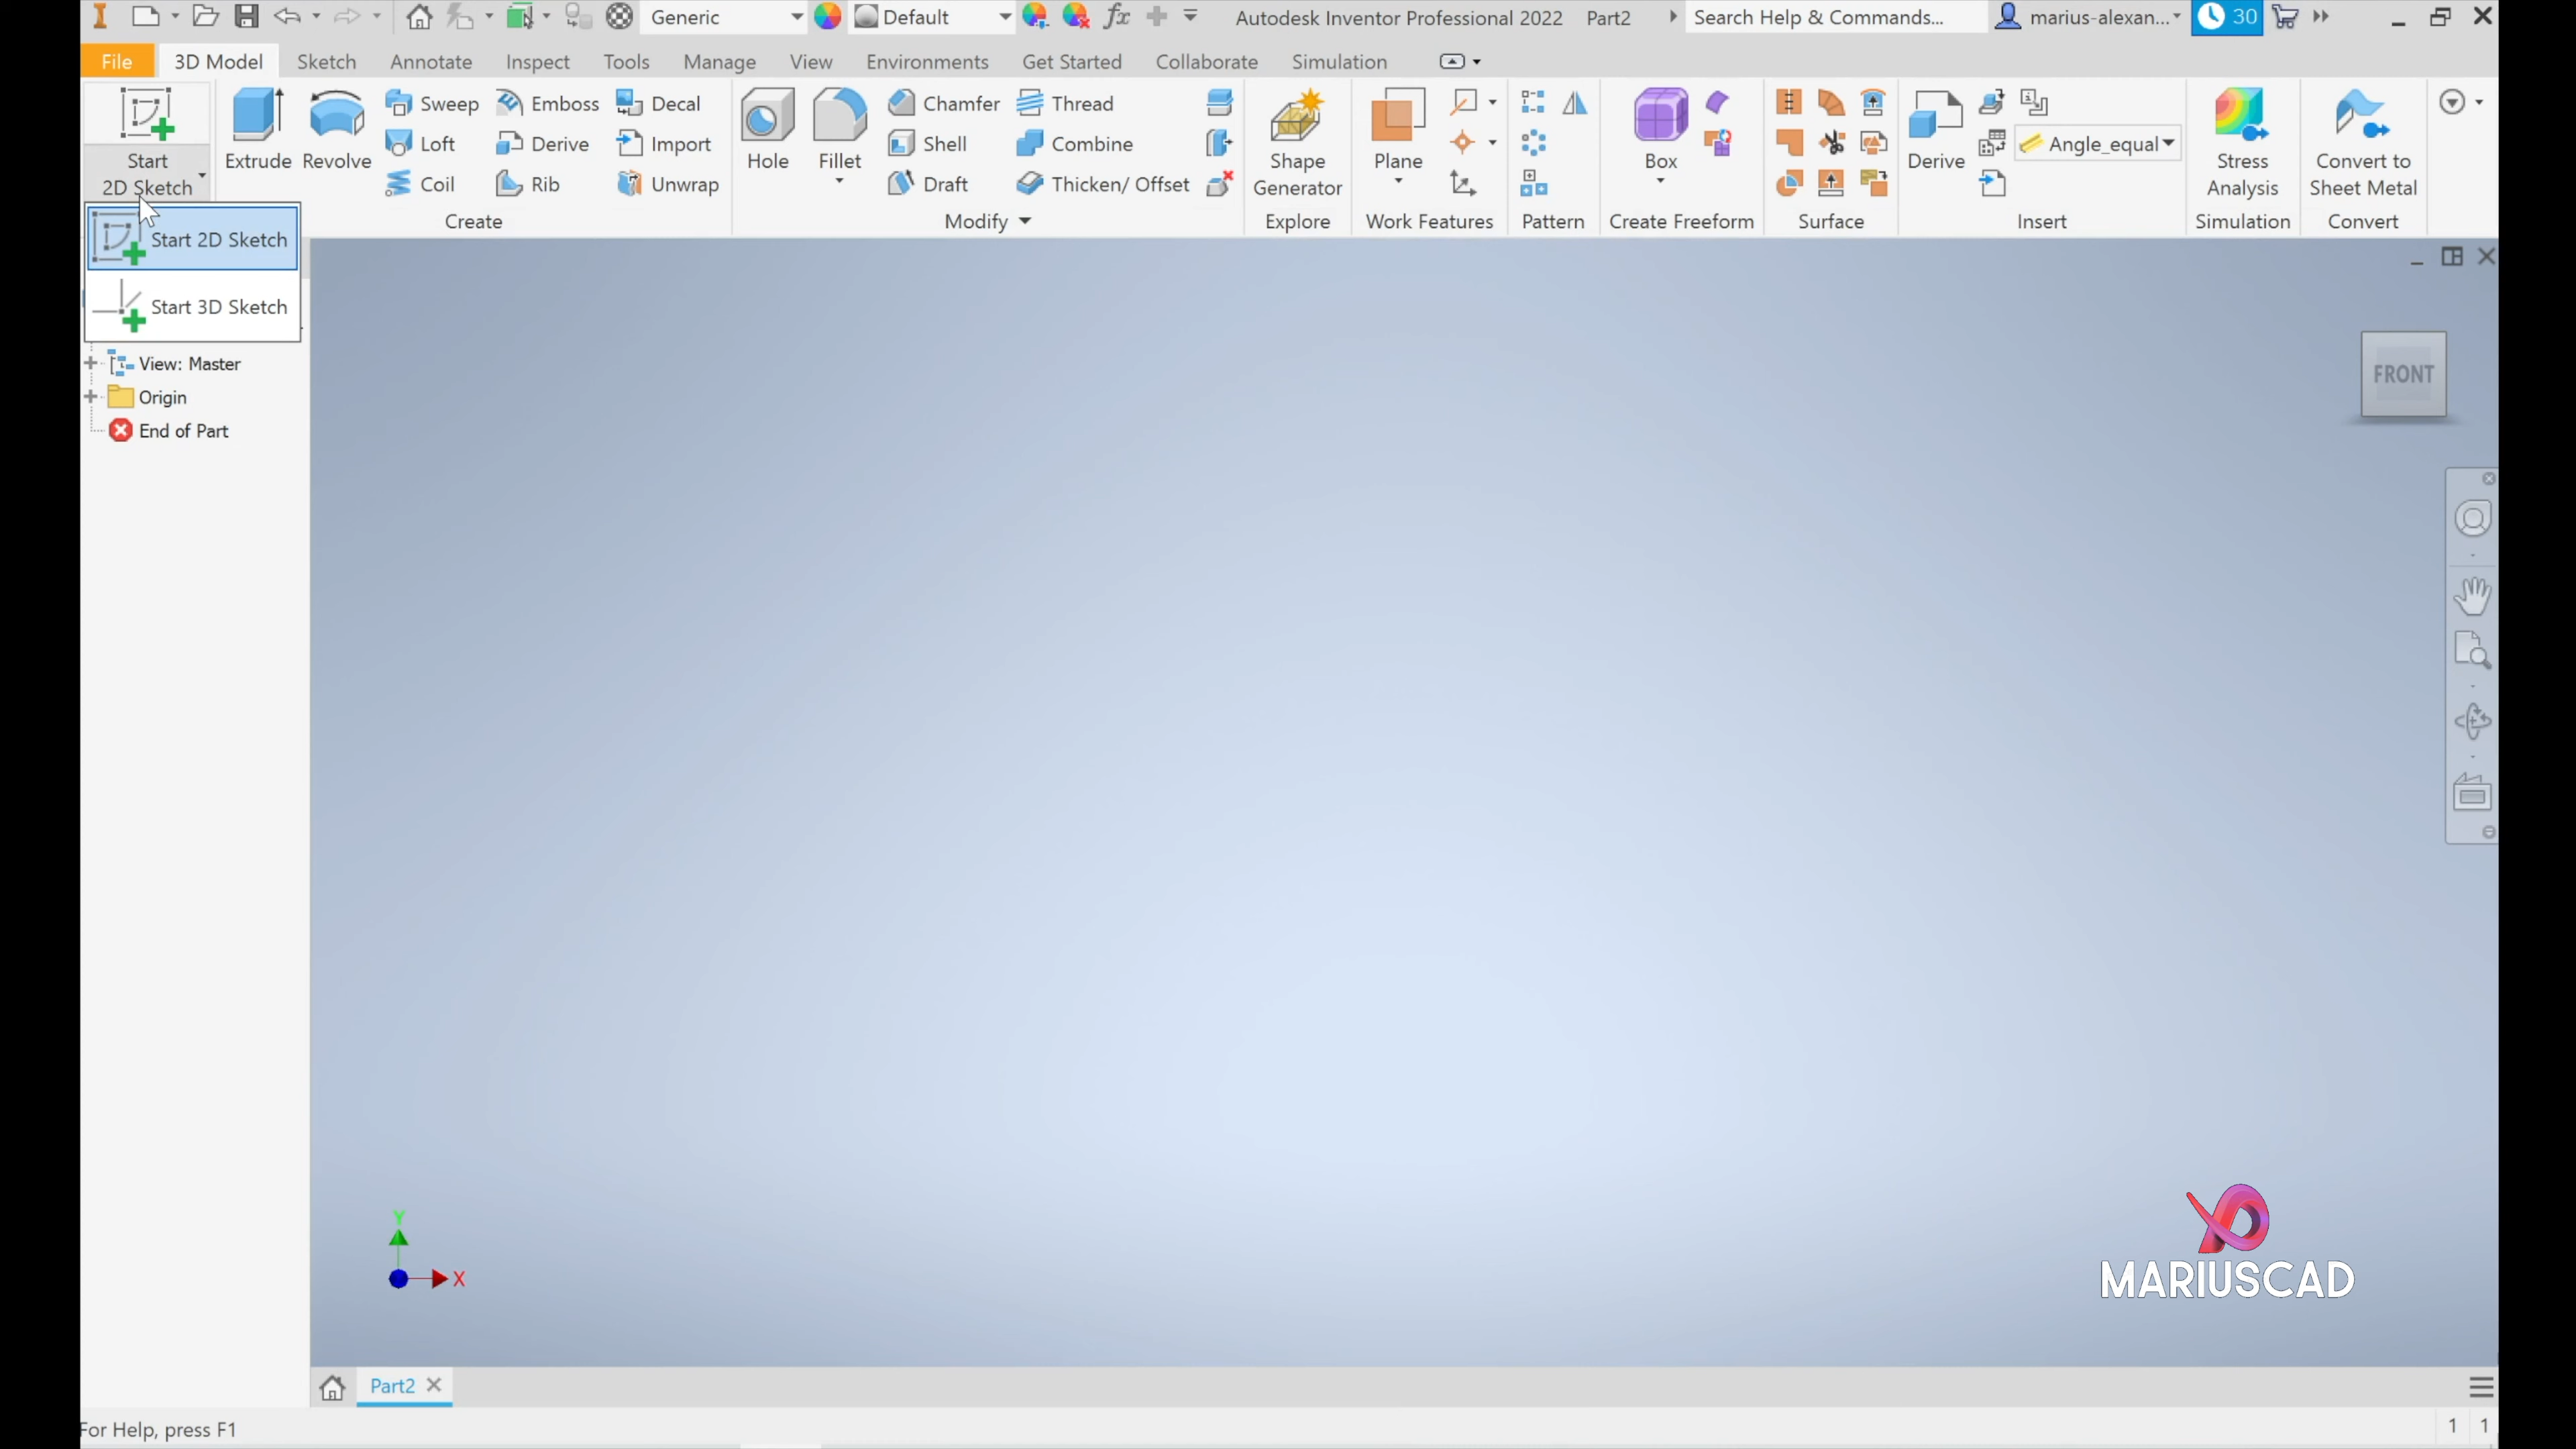 Generic
Default
Autodesk Inventor Professional 2022 Part2
Search Help & Commands...
marius-alexan...
30
File
3D Model
Sketch
Annotate
Inspect
Tools
Manage
View
Environments
Get Started
Collaborate
Simulation
Start
2D Sketch
Extrude
Revolve
Sweep
Loft
Coil
Emboss
Derive
Rib
Decal
Import
Unwrap
Create
Hole
Fillet
Chamfer
Shell
Draft
Thread
Combine
Thicken/ Offset
Modify
Shape
Generator
Explore
Plane
Work Features
Pattern
Box
Create Freeform
Surface
Derive
Angle_equal
Insert
Stress
Analysis
Simulation
Convert to
Sheet Metal
Convert
Start 2D Sketch
Start 3D Sketch
View: Master
Origin
End of Part
FRONT
Y
X
MARIUSCAD
Part2
For Help, press F1
1 1